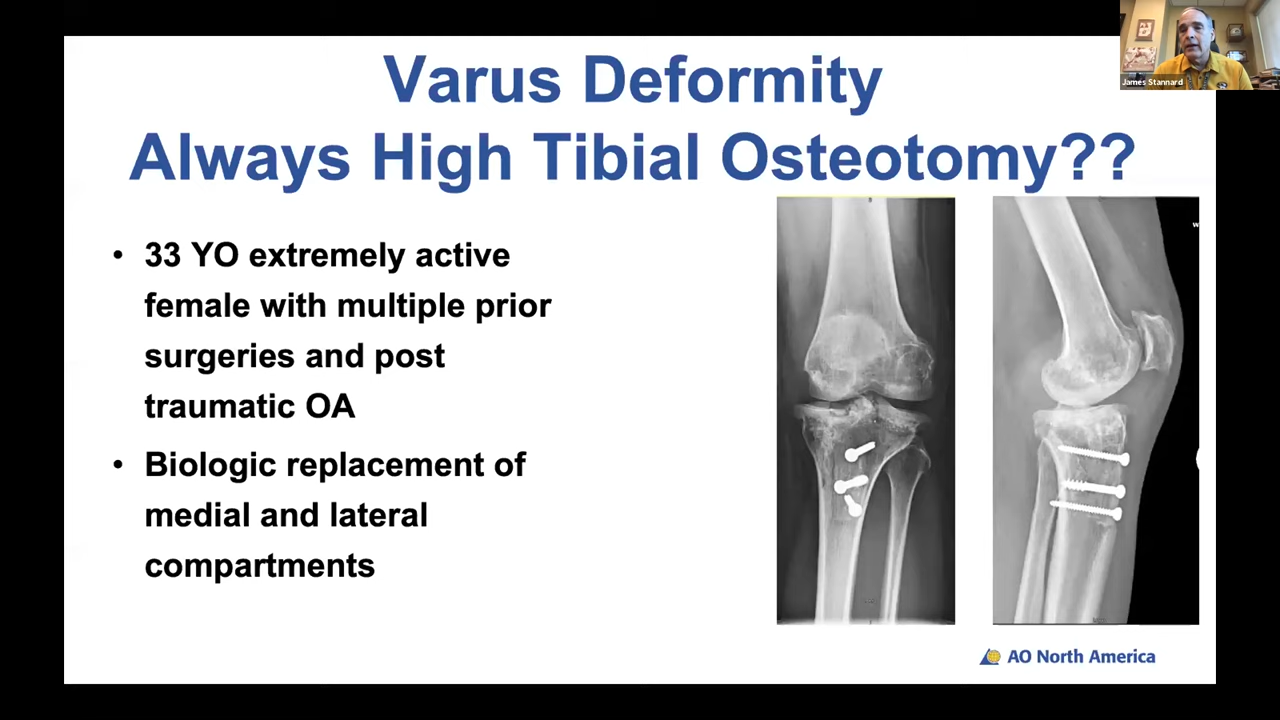 Varus Deformity
Always High Tibial Osteotomy??
• 33 YO extremely active
female with multiple prior
surgeries and post
traumatic OA
• Biologic replacement of
medial and lateral
compartments
James Stannard
AO North America